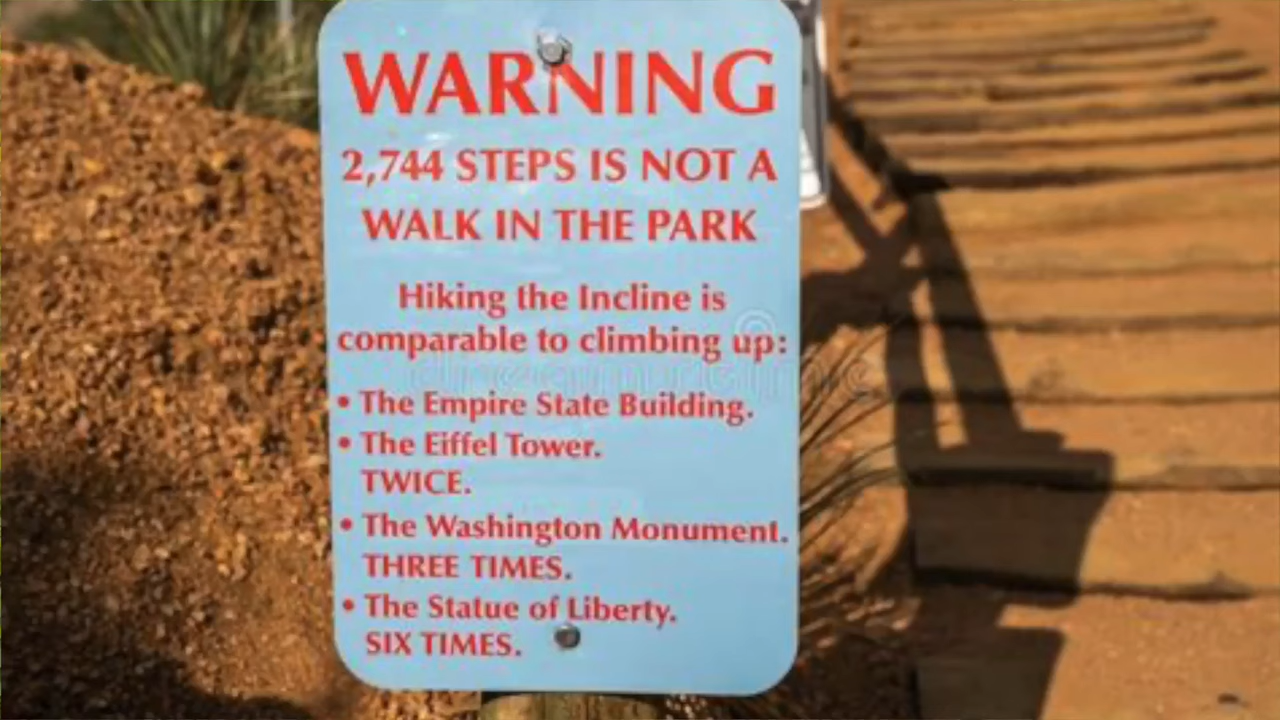 WARNING
2,744 STEPS IS NOT A
WALK IN THE PARK
Hiking the Incline is
comparable to climbing up:
• The Empire State Building.
• The Eiffel Tower.
TWICE.
• The Washington Monument.
THREE TIMES.
• The Statue of Liberty.
SIX TIMES.
dreamstime